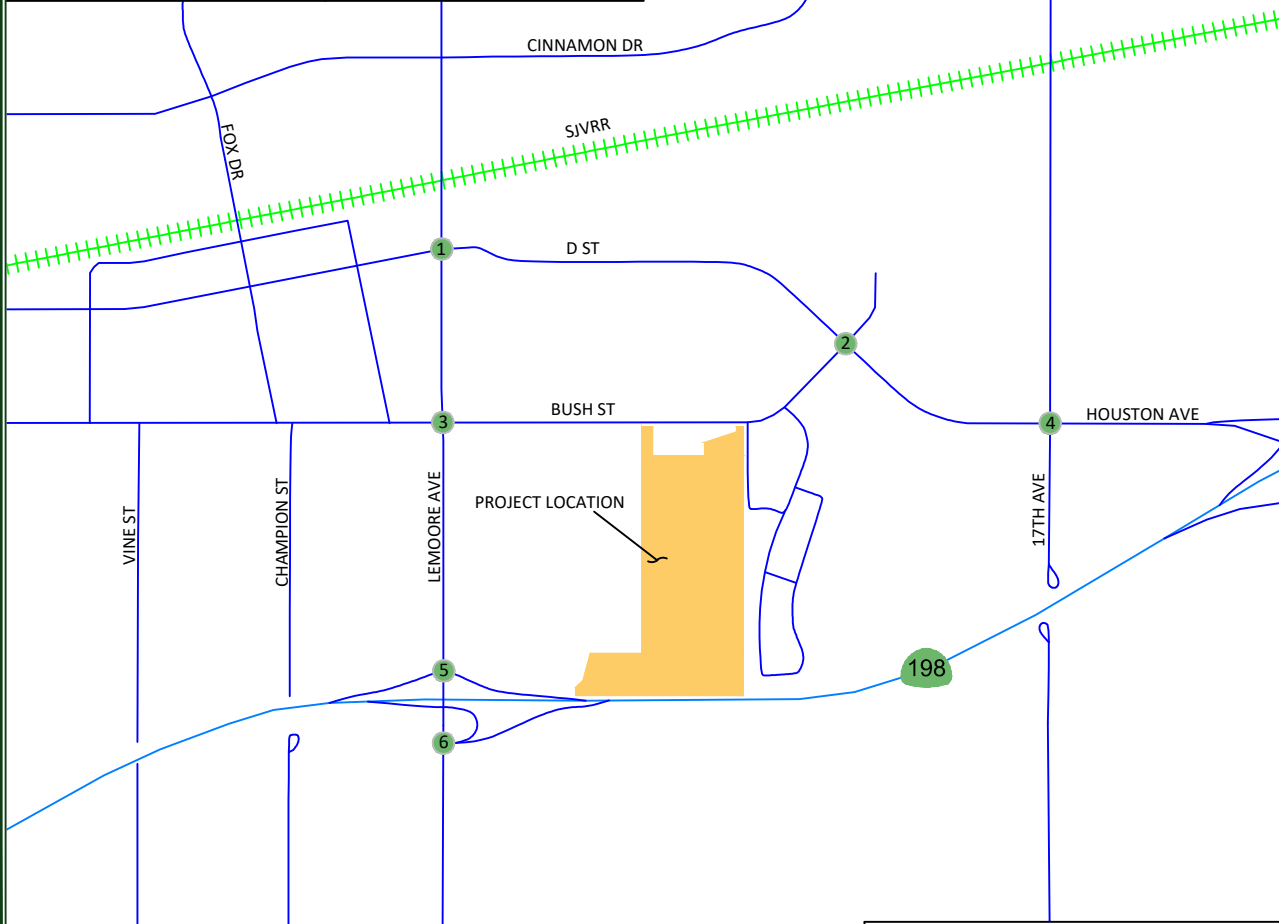 CINNAMON DR
SJVRR
FOX DR
1
D ST
2
BUSH ST
3
4
HOUSTON AVE
VINE ST
CHAMPION ST
LEMOORE AVE
PROJECT LOCATION
17TH AVE
5
198
6